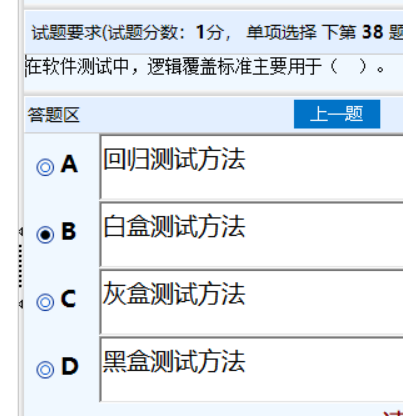 试题要求(试题分数：1分， 单项选择 下第 38 题
在软件测试中，逻辑覆盖标准主要用于（ ）。
答题区
上一题
A 回归测试方法
B 白盒测试方法
C 灰盒测试方法
D 黑盒测试方法